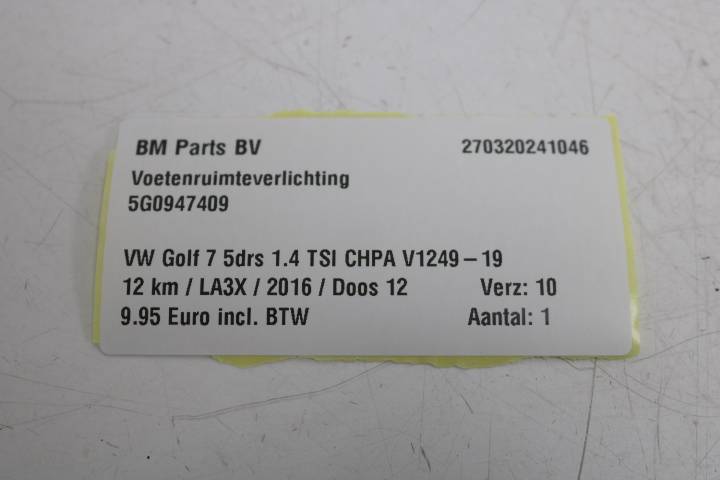 BM Parts BV 270320241046
Voetenruimteverlichting
5G0947409
VW Golf 7 5drs 1.4 TSI CHPA V1249-19
12 km / LA3X / 2016 / Doos 12 Verz: 10
9.95 Euro incl. BTW Aantal: 1